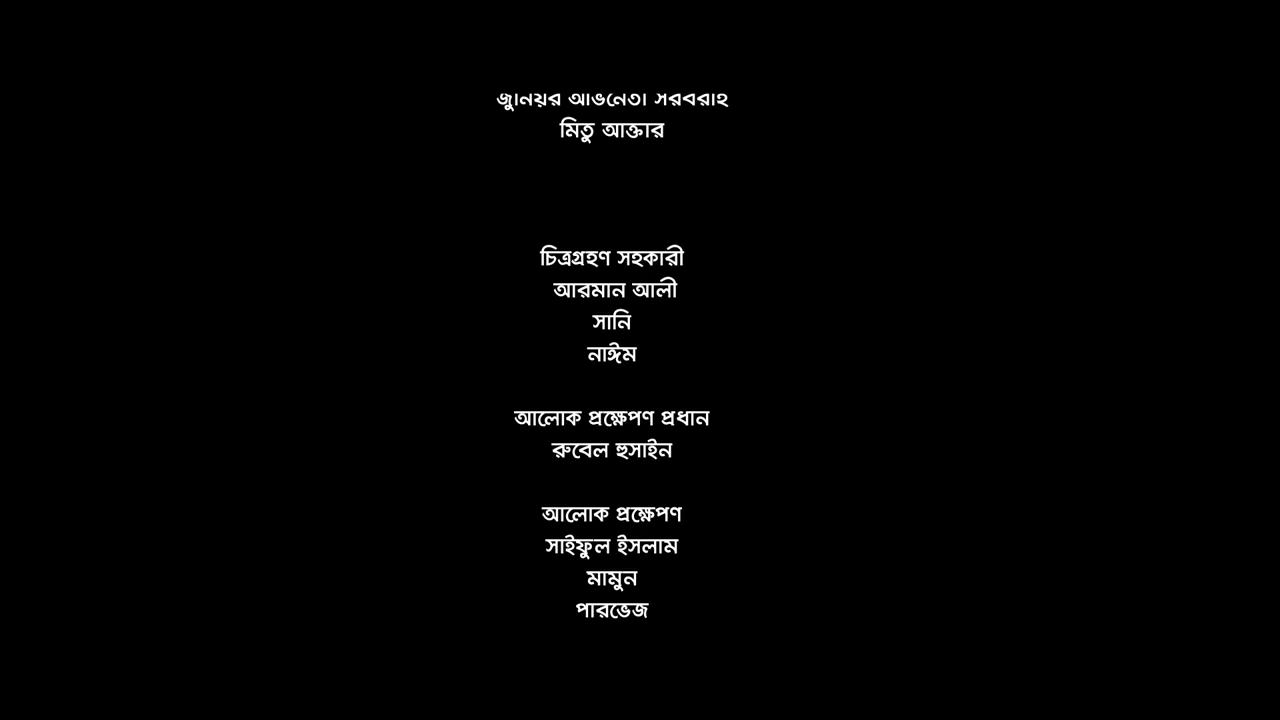 জুনিয়র অভিনেতা সরবরাহ
মিতু আক্তার
চিত্রগ্রহণ সহকারী
আরমান আলী
সানি
নাঈম
আলোক প্রক্ষেপণ প্রধান
রুবেল হুসাইন
আলোক প্রক্ষেপণ
সাইফুল ইসলাম
মামুন
পারভেজ